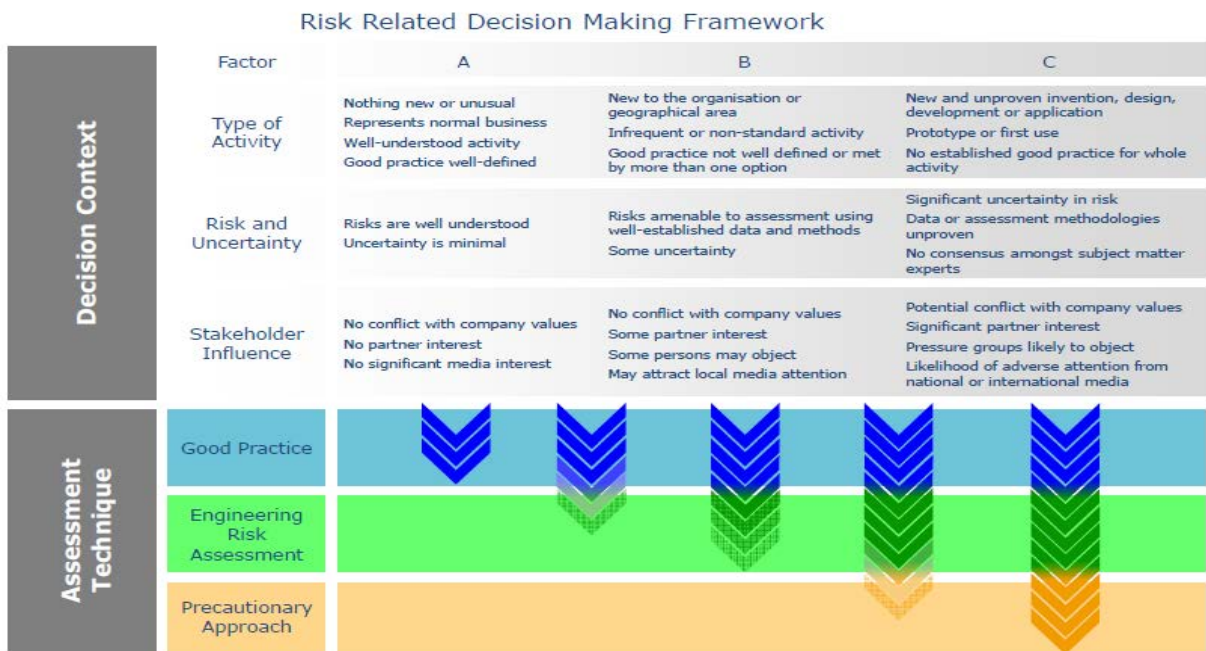 Risk Related Decision Making Framework
Decision Context
Factor
A
B
C
Type of
Activity
Nothing new or unusual
Represents normal business
Well-understood activity
Good practice well-defined
New to the organisation or
geographical area
Infrequent or non-standard activity
Good practice not well defined or met
by more than one option
New and unproven invention, design,
development or application
Prototype or first use
No established good practice for whole
activity
Risk and
Uncertainty
Risks are well understood
Uncertainty is minimal
Risks amenable to assessment using
well-established data and methods
Some uncertainty
Significant uncertainty in risk
Data or assessment methodologies
unproven
No consensus amongst subject matter
experts
Stakeholder
Influence
No conflict with company values
No partner interest
No significant media interest
No conflict with company values
Some partner interest
Some persons may object
May attract local media attention
Potential conflict with company values
Significant partner interest
Pressure groups likely to object
Likelihood of adverse attention from
national or international media
Assessment
Technique
Good Practice
Engineering
Risk
Assessment
Precautionary
Approach